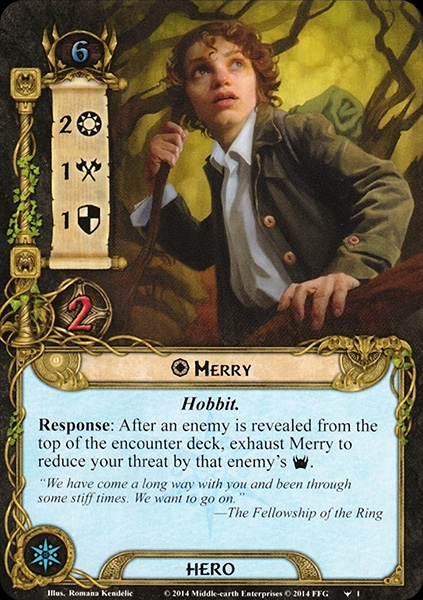 6
2
1
1
2
MERRY
Hobbit.
Response: After an enemy is revealed from the
top of the encounter deck, exhaust Merry to
reduce your threat by that enemy's .
“We have come a long way with you and been through
some stiff times. We want to go on.”
—The Fellowship of the Ring
HERO
Illus. Romana Kendelic © 2014 Middle-earth Enterprises © 2014 FFG 1